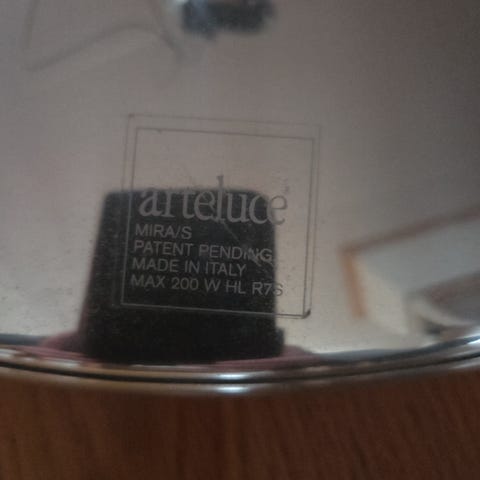 arteluce
MIRA/S
PATENT PENDING
MADE IN ITALY
MAX 200 W HL R7S